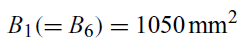 B₁(= B₆) = 1050 mm²